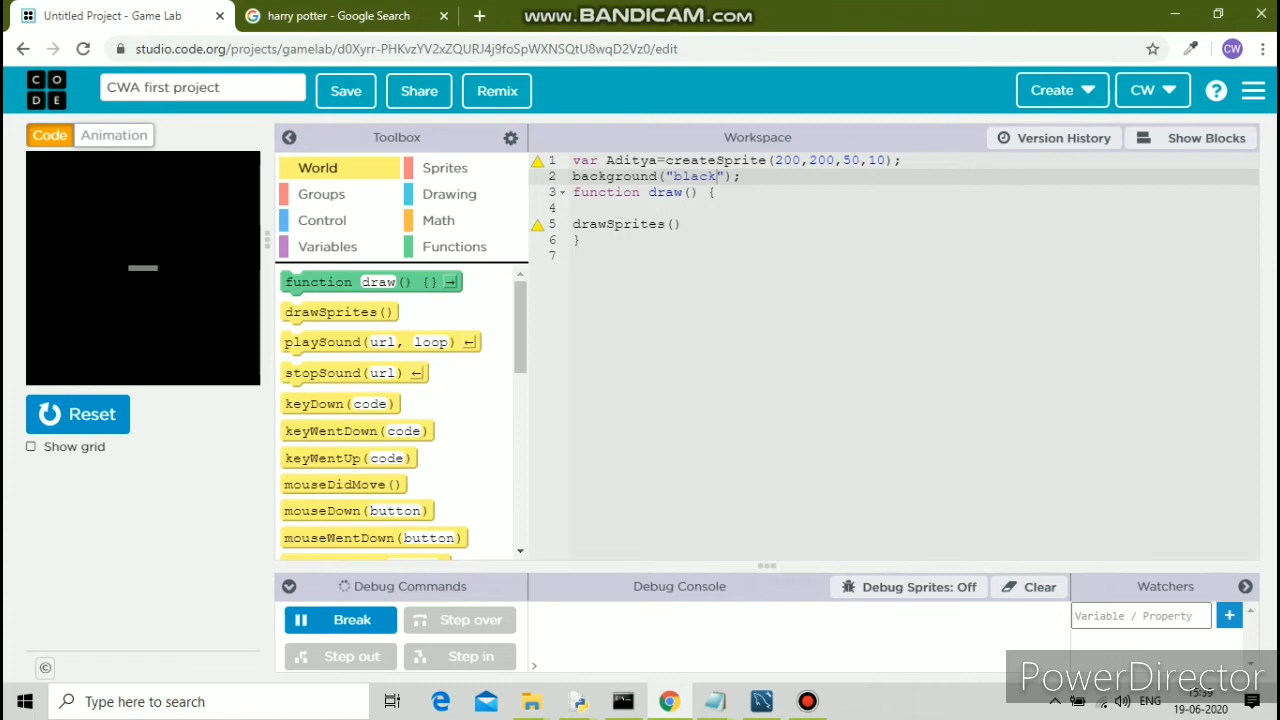 Untitled Project - Game Lab
harry potter - Google Search
www.BANDICAM.com
studio.code.org/projects/gamelab/d0Xyrr-PHKvzYV2xZQURJ4j9foSpWXNSQtU8wqD2Vz0/edit
CW
C O D E
CWA first project
Save
Share
Remix
Create
CW
?
Code
Animation
Toolbox
Workspace
Version History
Show Blocks
World
Sprites
Groups
Drawing
Control
Math
Variables
Functions
function draw() {}
drawSprites()
playSound(url, loop)
stopSound(url)
keyDown(code)
keyWentDown(code)
keyWentUp(code)
mouseDidMove()
mouseDown(button)
mouseWentDown(button)
1 var Aditya=createSprite(200,200,50,10);
2 background("black");
3 function draw() {
4
5 drawSprites()
6 }
7
Reset
Show grid
Debug Commands
Debug Console
Debug Sprites: Off
Clear
Watchers
Break
Step over
Step out
Step in
Variable / Property
+
>
©
PowerDirector
Type here to search
ENG
15:39
19-06-2020